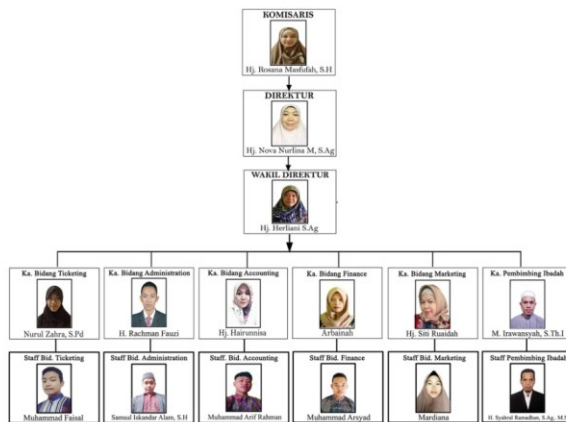 KOMISARIS
Hj. Rosana Masfufah, S.H
DIREKTUR
Hj. Nova Nurlina M, S.Ag
WAKIL DIREKTUR
Hj. Herliani S.Ag
Ka. Bidang Ticketing
Nurul Zahra, S.Pd
Ka. Bidang Administration
H. Rachman Fauzi
Ka. Bidang Accounting
Hj. Hairunnisa
Ka. Bidang Finance
Arbainah
Ka. Bidang Marketing
Hj. Siti Ruaidah
Ka. Pembimbing Ibadah
M. Irawansyah, S.Th.I
Staff Bid. Ticketing
Muhammad Faisal
Staff Bid. Administration
Samsul Iskandar Alam, S.H
Staff Bid. Accounting
Muhammad Arif Rahman
Staff Bid. Finance
Muhammad Arsyad
Staff Bid. Marketing
Mardiana
Staff Pembimbing Ibadah
H. Syahrul Ramadhan, S.Ag,